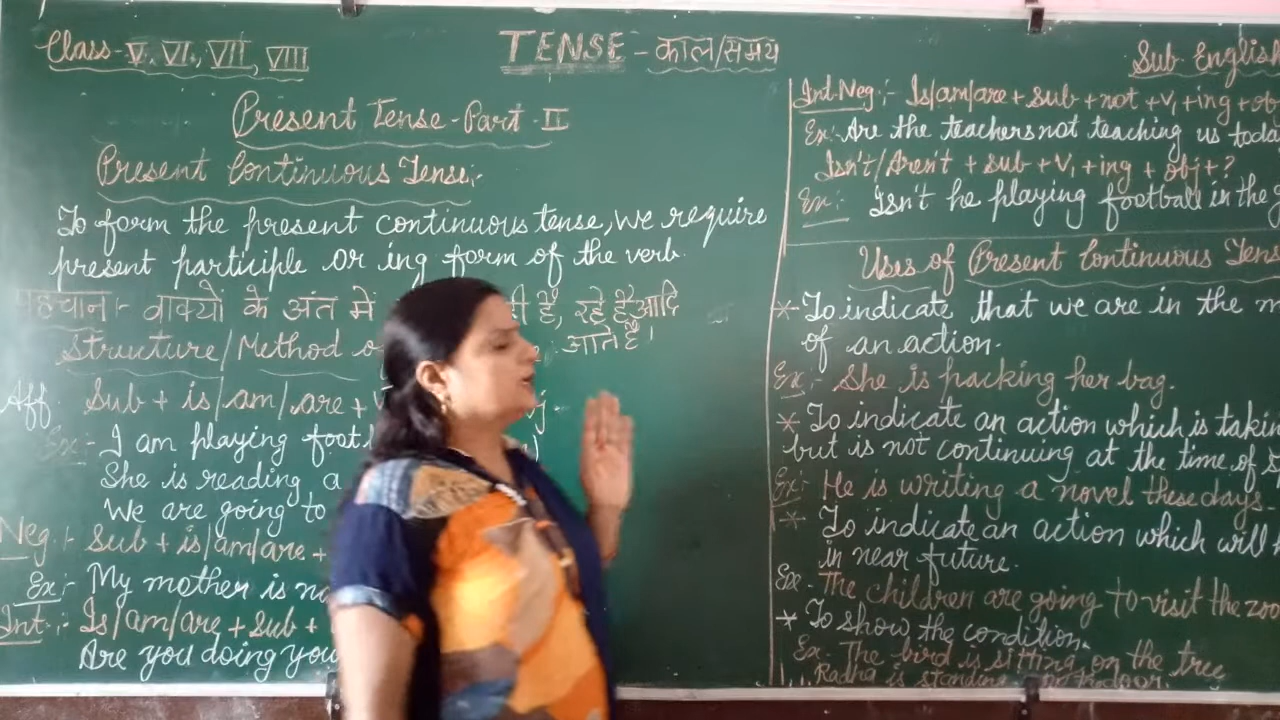 Class - V, VI, VII, VIII
TENSE - काल/समय
Sub. English
Present Tense - Part - II
Present Continuous Tense:-
To form the present continuous tense, we require
present participle or ing form of the verb.
पहचान :- वाक्यों के अंत में है, रहे हैं आदि
आते हैं।
Structure/Method
Aff. Sub + is/am/are +
Ex:- I am playing
She is reading a
We are going to
Neg:- Sub + is/am/are +
Ex:- My mother is
Int:- Is/am/are + Sub +
Are you doing
Int. Neg:- Is/am/are + sub + not + V1 + ing +
Ex:- Are the teachers not teaching us
Isn't/Aren't + sub + V1 + ing + obj + ?
Ex:- Isn't he playing football in the
Uses of Present Continuous
* To indicate that we are in the
of an action.
Ex:- She is packing her bag.
* To indicate an action which is
but is not continuing at the time of
Ex:- He is writing a novel these days.
* To indicate an action which will
in near future.
Ex- The children are going to visit the zoo
* To show the condition.
Ex- The bird is sitting on the tree
Radha is standing